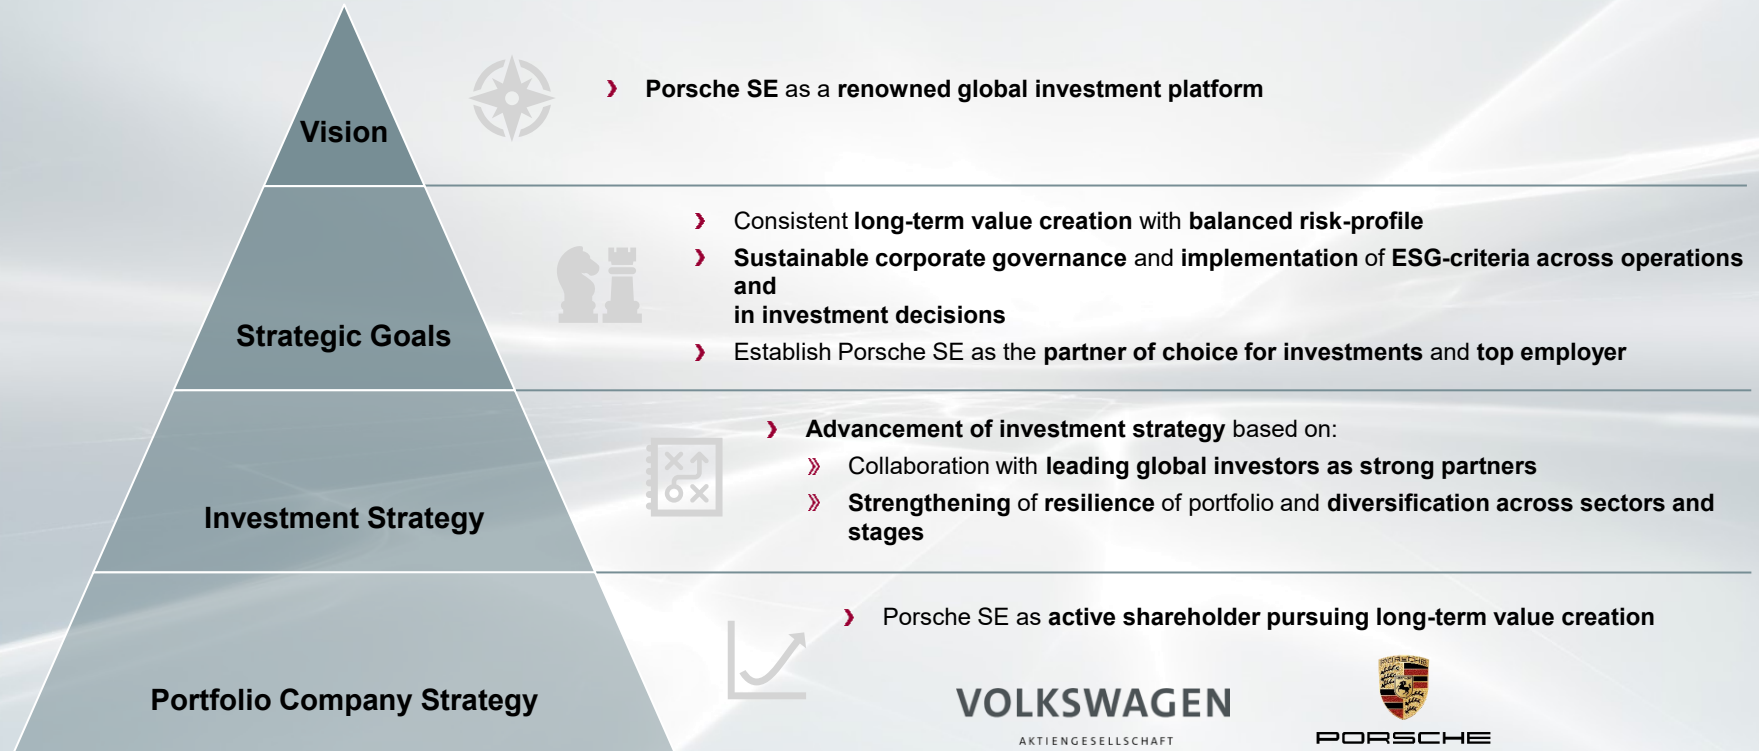 Vision
Porsche SE as a renowned global investment platform
Strategic Goals
Consistent long-term value creation with balanced risk-profile
Sustainable corporate governance and implementation of ESG-criteria across operations
and
in investment decisions
Establish Porsche SE as the partner of choice for investments and top employer
Investment Strategy
Advancement of investment strategy based on:
Collaboration with leading global investors as strong partners
Strengthening of resilience of portfolio and diversification across sectors and
stages
Portfolio Company Strategy
Porsche SE as active shareholder pursuing long-term value creation
VOLKSWAGEN
AKTIENGESELLSCHAFT
PORSCHE
PORSCHE